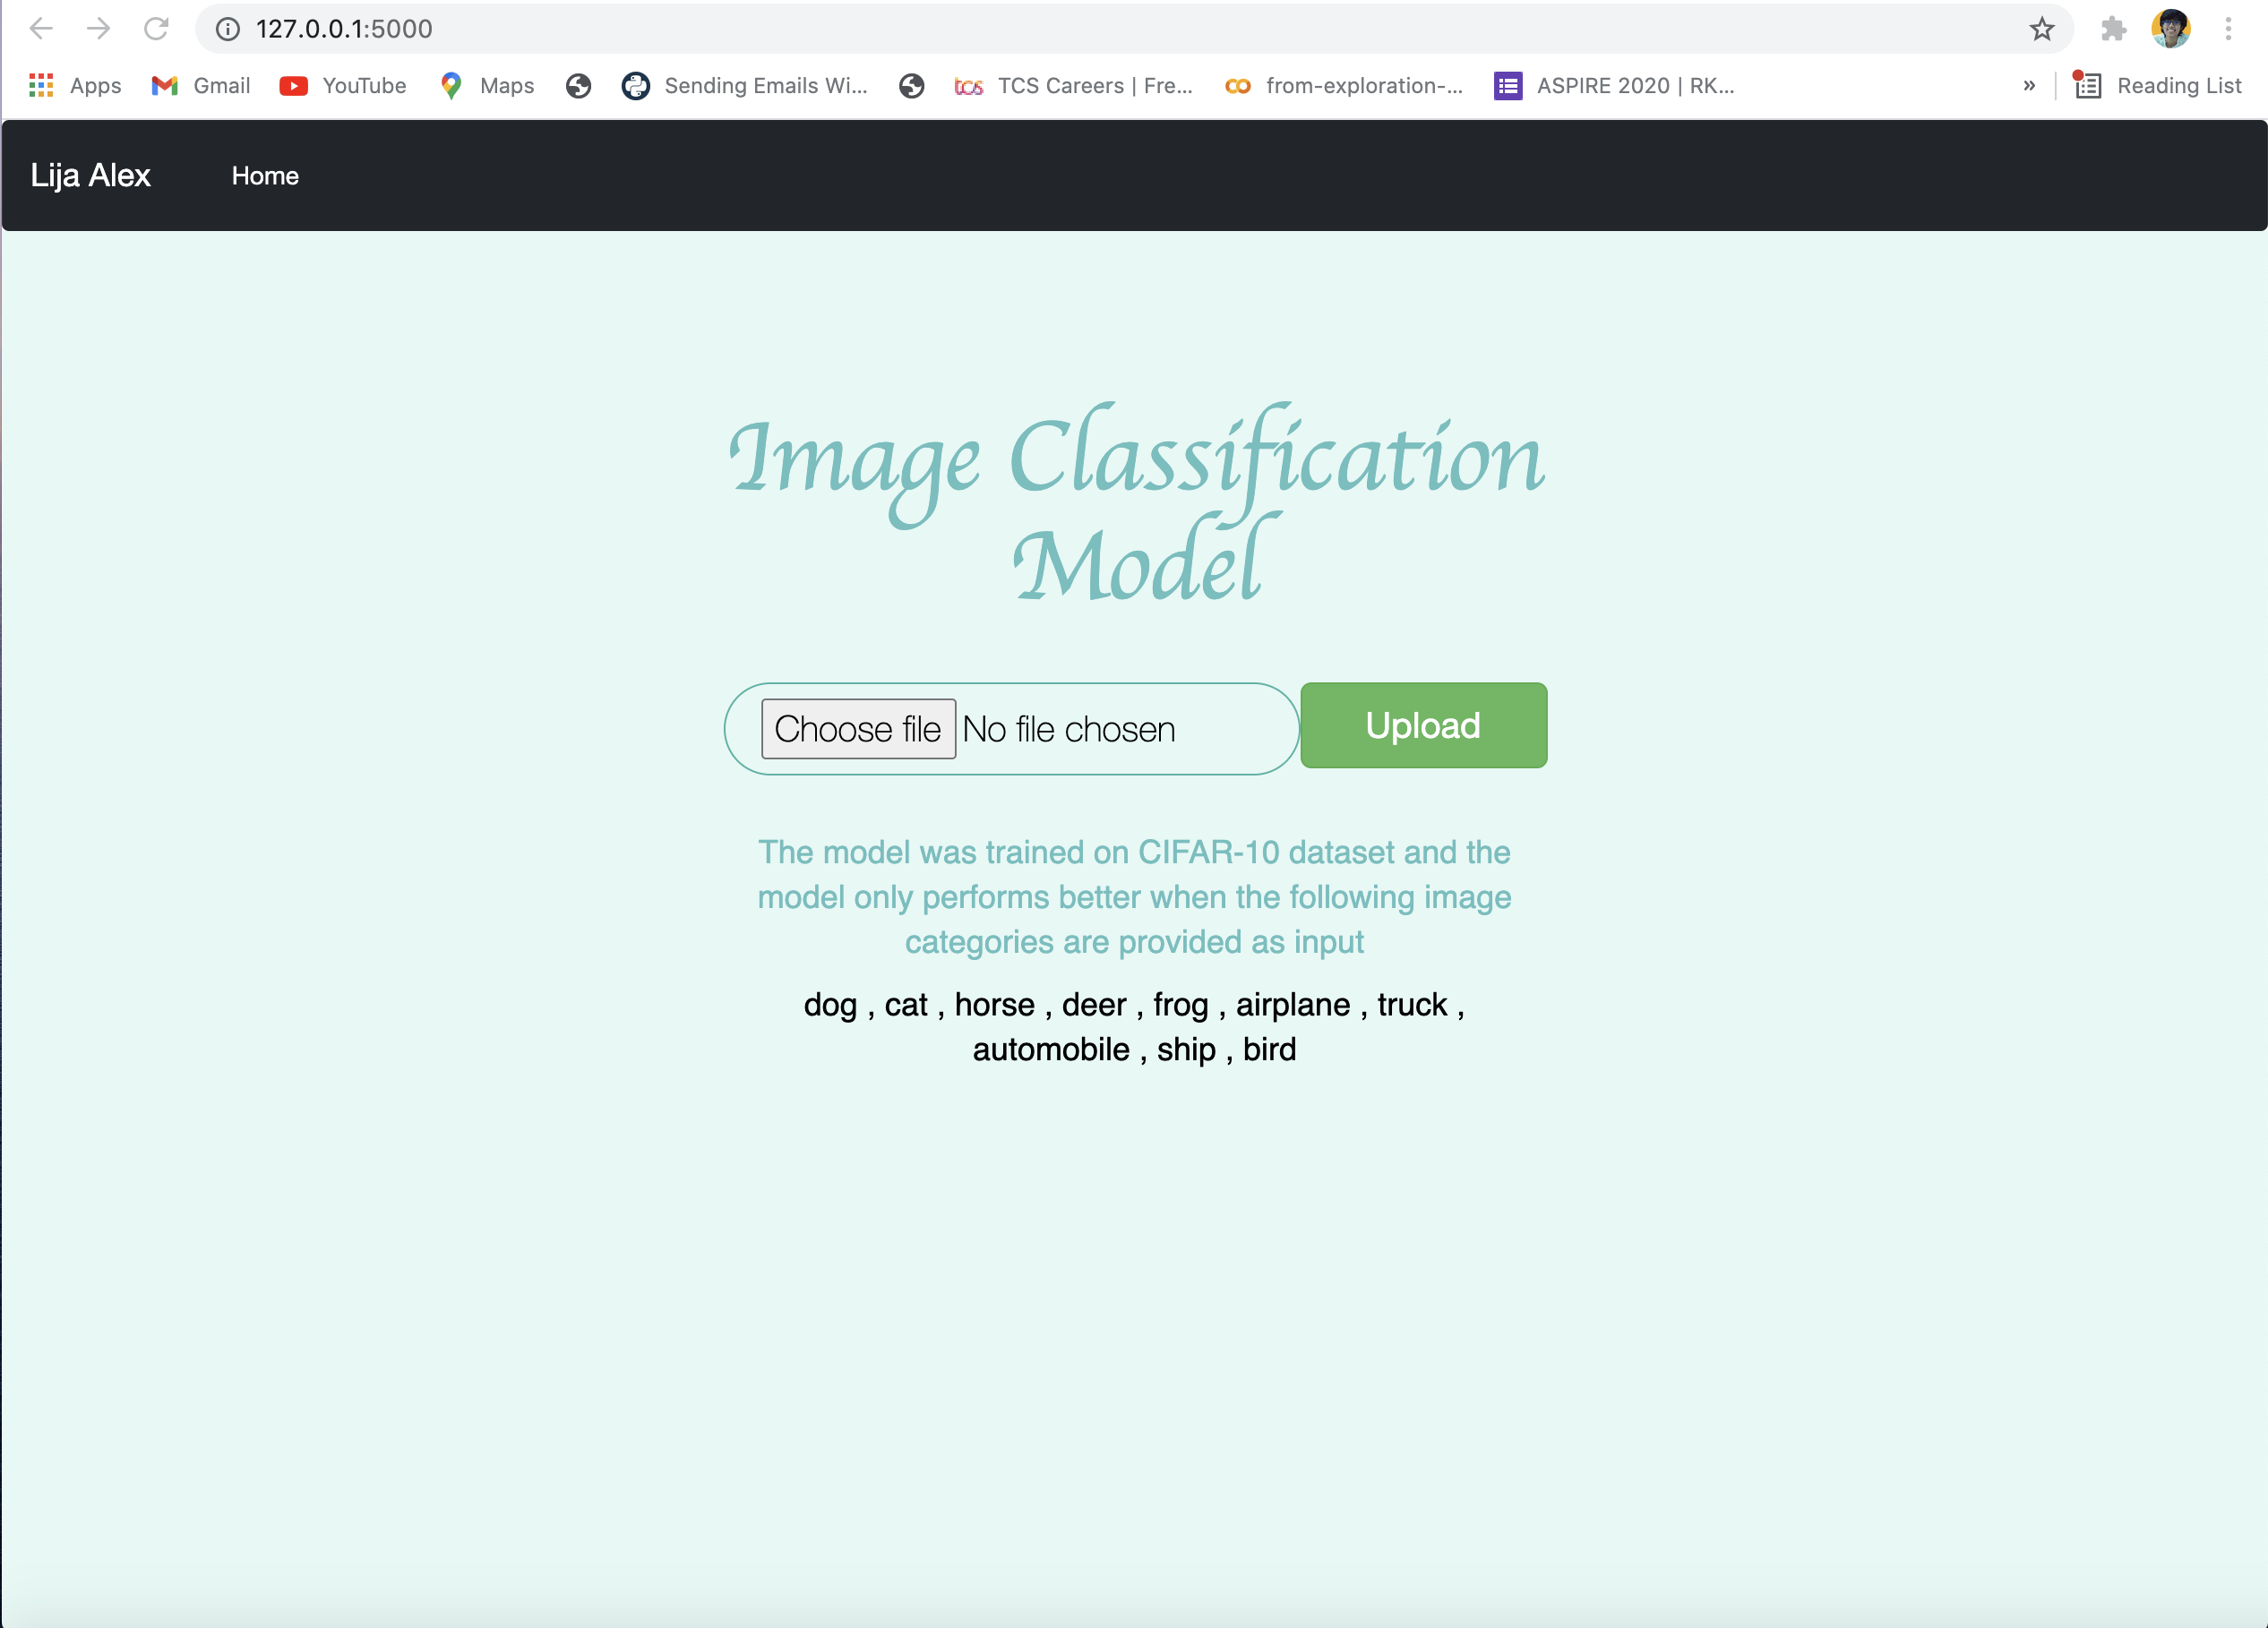 127.0.0.1:5000
Apps Gmail YouTube Maps Sending Emails Wi... tcs TCS Careers | Fre... from-exploration-... ASPIRE 2020 | RK... » Reading List
Lija Alex Home
Image Classification
Model
Choose file No file chosen Upload
The model was trained on CIFAR-10 dataset and the
model only performs better when the following image
categories are provided as input
dog , cat , horse , deer , frog , airplane , truck ,
automobile , ship , bird